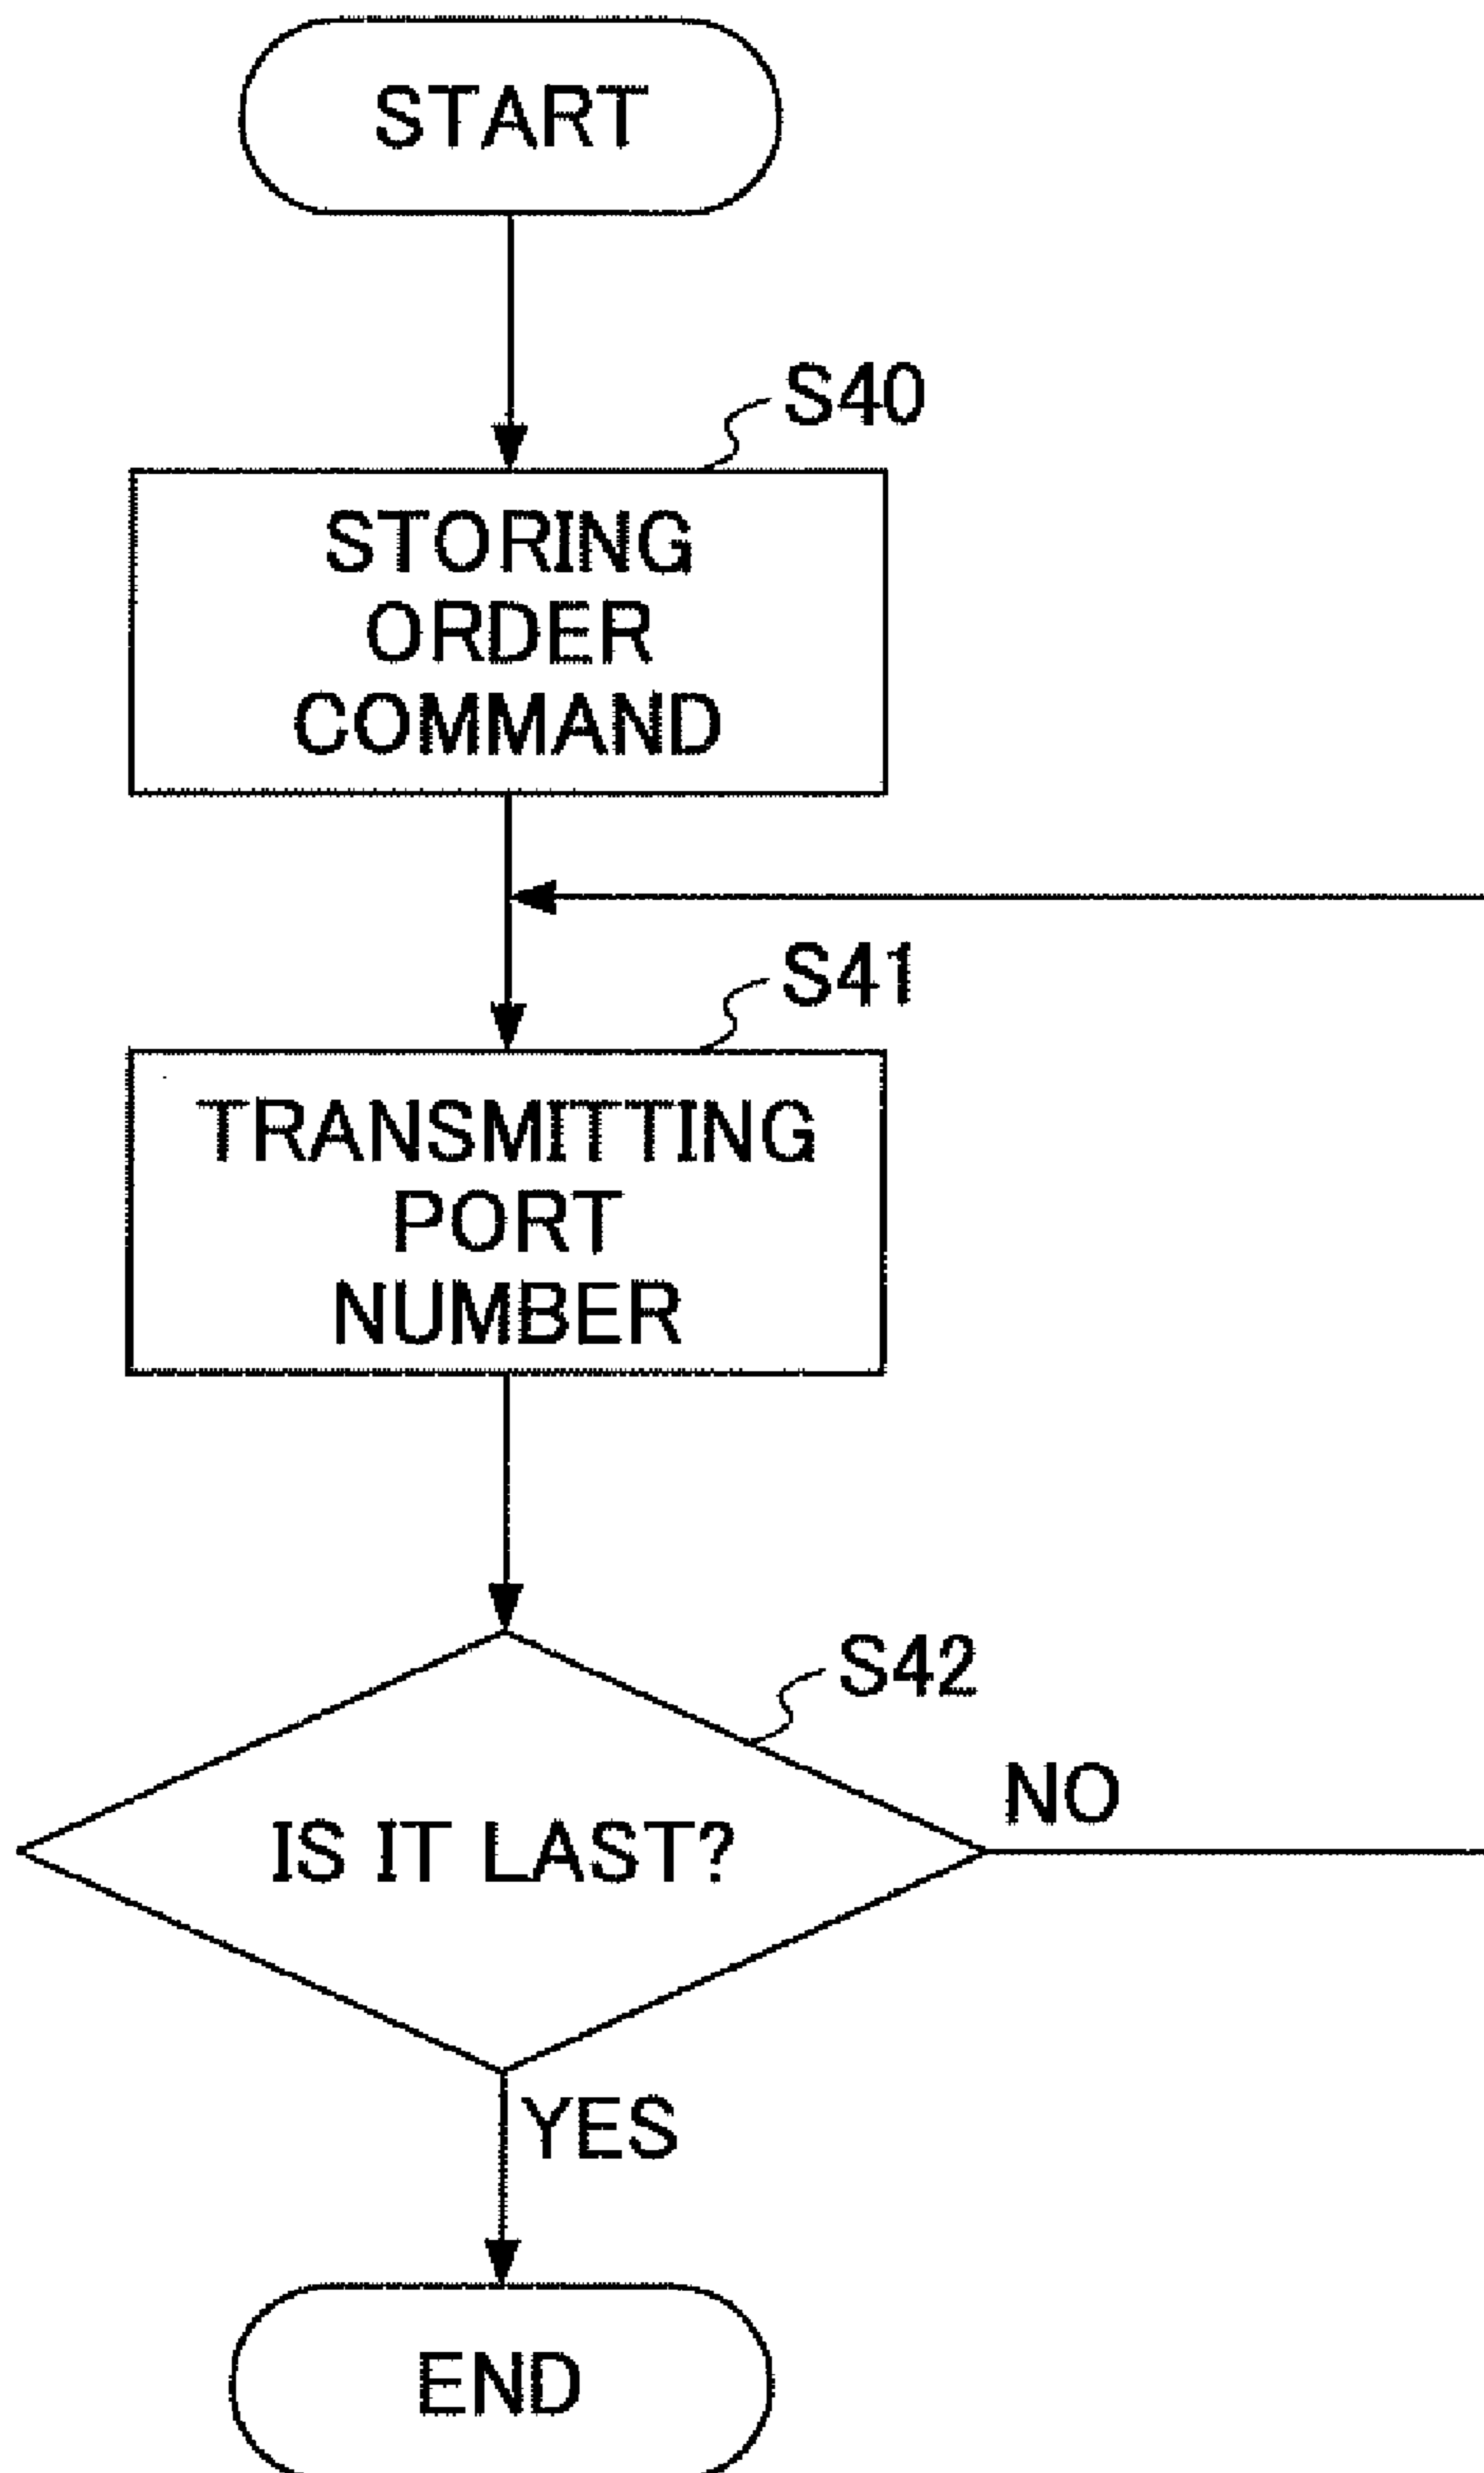 START
S40
STORING
ORDER
COMMAND
S41
TRANSMITTING
PORT
NUMBER
S42
IS IT LAST?
NO
YES
END